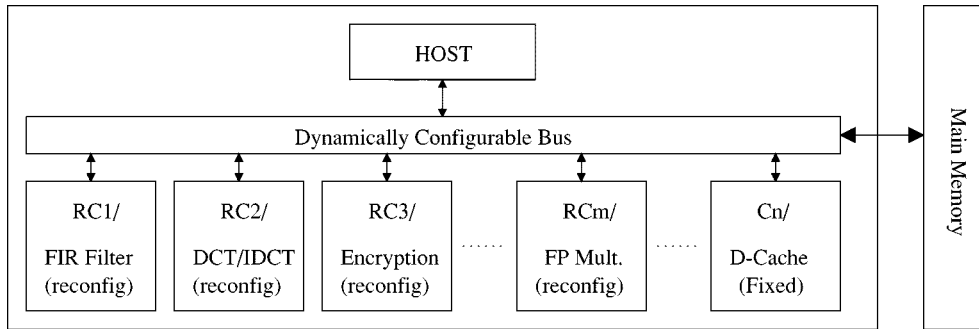 HOST
Dynamically Configurable Bus
Main Memory
RC1/
FIR Filter
(reconfig)
RC2/
DCT/IDCT
(reconfig)
RC3/
Encryption
(reconfig)
......
RCm/
FP Mult.
(reconfig)
......
Cn/
D-Cache
(Fixed)